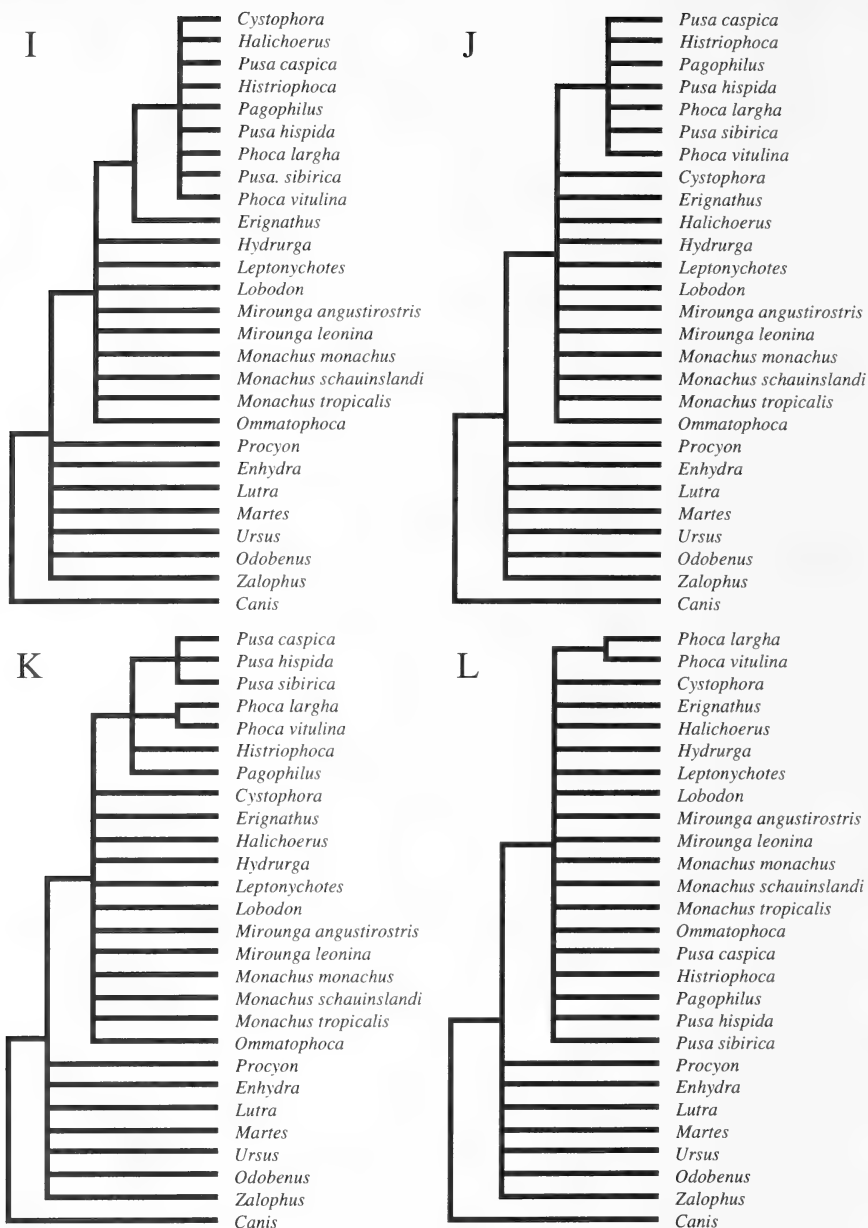 I
Cystophora
Halichoerus
Pusa caspica
Histriophoca
Pagophilus
Pusa hispida
Phoca largha
Pusa. sibirica
Phoca vitulina
Erignathus
Hydrurga
Leptonychotes
Lobodon
Mirounga angustirostris
Mirounga leonina
Monachus monachus
Monachus schauinslandi
Monachus tropicalis
Ommatophoca
Procyon
Enhydra
Lutra
Martes
Ursus
Odobenus
Zalophus
Canis
J
Pusa caspica
Histriophoca
Pagophilus
Pusa hispida
Phoca largha
Pusa sibirica
Phoca vitulina
Cystophora
Erignathus
Halichoerus
Hydrurga
Leptonychotes
Lobodon
Mirounga angustirostris
Mirounga leonina
Monachus monachus
Monachus schauinslandi
Monachus tropicalis
Ommatophoca
Procyon
Enhydra
Lutra
Martes
Ursus
Odobenus
Zalophus
Canis
K
Pusa caspica
Pusa hispida
Pusa sibirica
Phoca largha
Phoca vitulina
Histriophoca
Pagophilus
Cystophora
Erignathus
Halichoerus
Hydrurga
Leptonychotes
Lobodon
Mirounga angustirostris
Mirounga leonina
Monachus monachus
Monachus schauinslandi
Monachus tropicalis
Ommatophoca
Procyon
Enhydra
Lutra
Martes
Ursus
Odobenus
Zalophus
Canis
L
Phoca largha
Phoca vitulina
Cystophora
Erignathus
Halichoerus
Hydrurga
Leptonychotes
Lobodon
Mirounga angustirostris
Mirounga leonina
Monachus monachus
Monachus schauinslandi
Monachus tropicalis
Ommatophoca
Pusa caspica
Histriophoca
Pagophilus
Pusa hispida
Pusa sibirica
Procyon
Enhydra
Lutra
Martes
Ursus
Odobenus
Zalophus
Canis